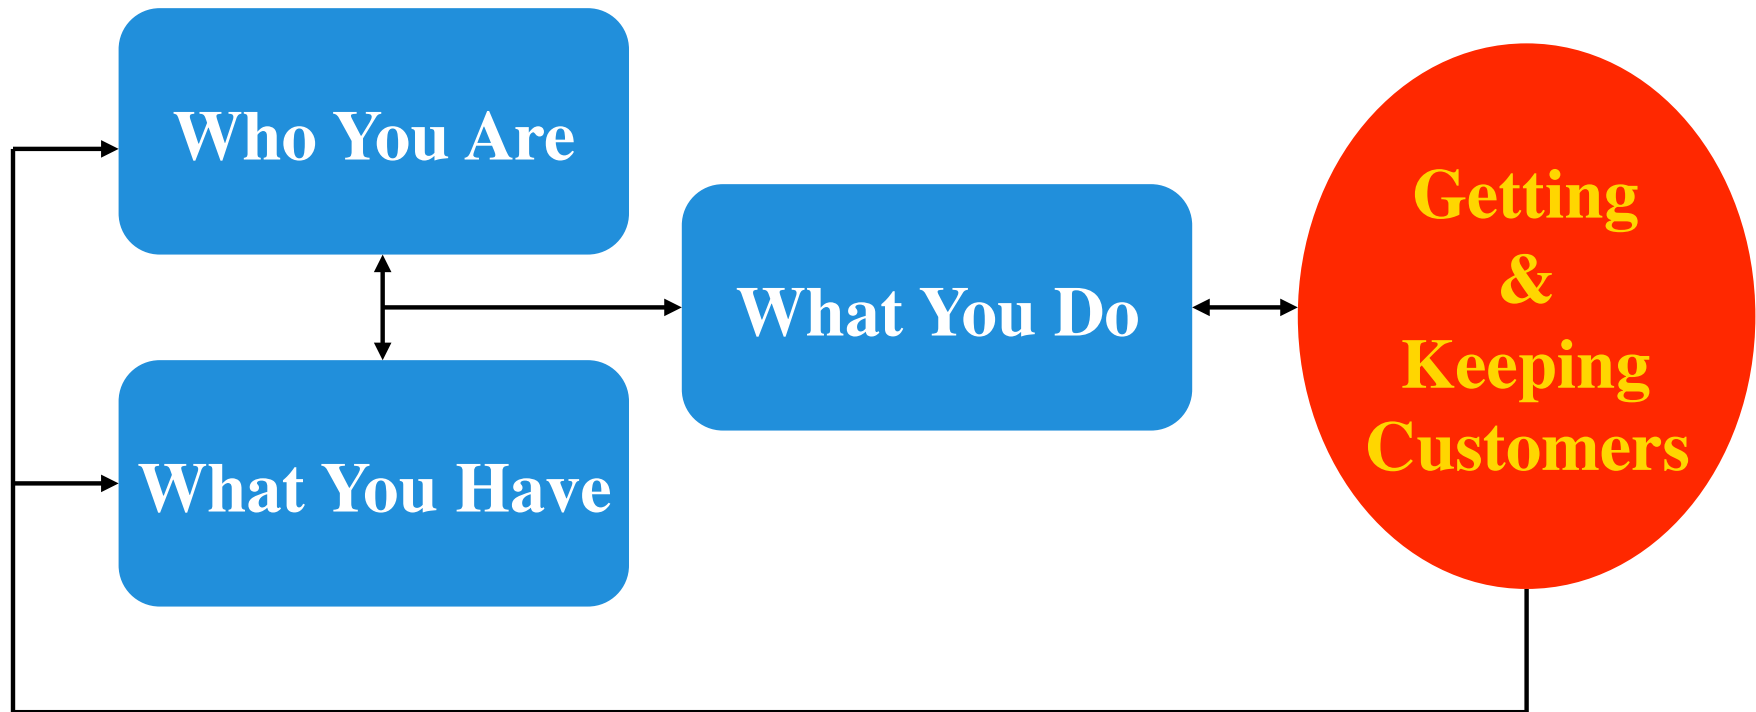 Who You Are
What You Have
What You Do
Getting
&
Keeping
Customers